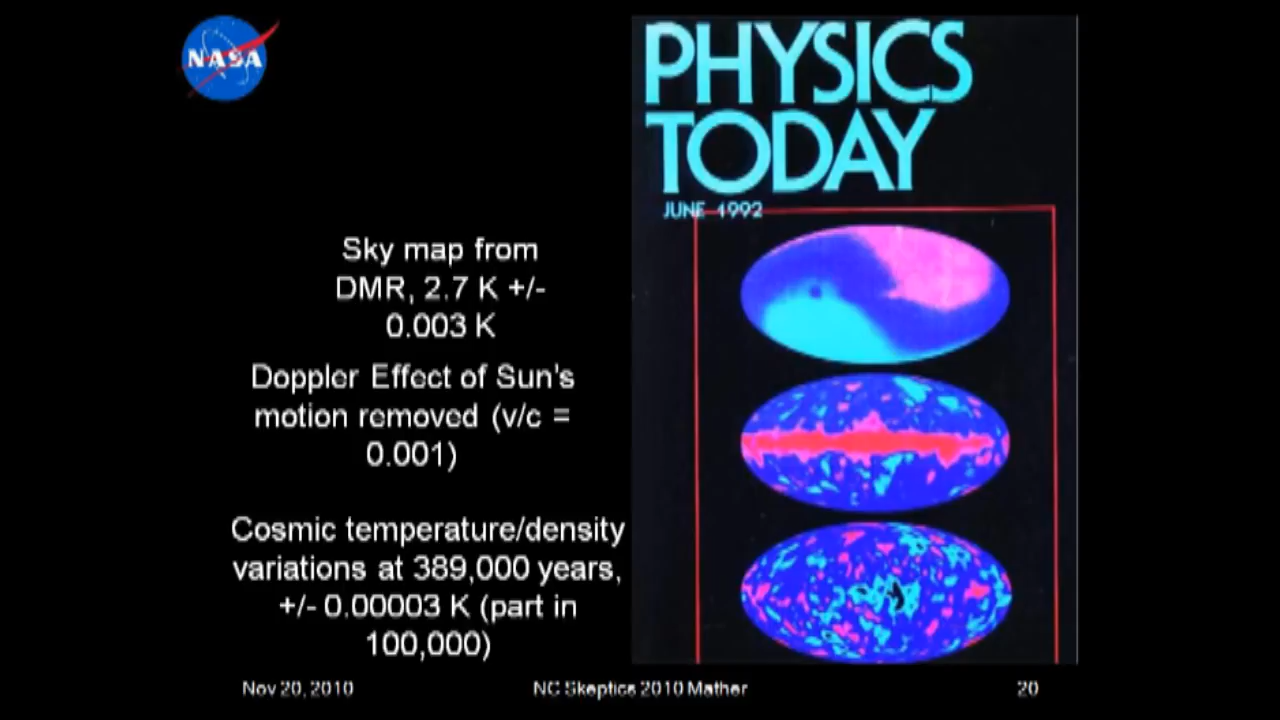 NASA
PHYSICS
TODAY
JUNE 1992
Sky map from
DMR, 2.7 K +/-
0.003 K
Doppler Effect of Sun's
motion removed (v/c =
0.001)
Cosmic temperature/density
variations at 389,000 years,
+/- 0.00003 K (part in
100,000)
Nov 20, 2010
NC Skeptics 2010 Mather
20